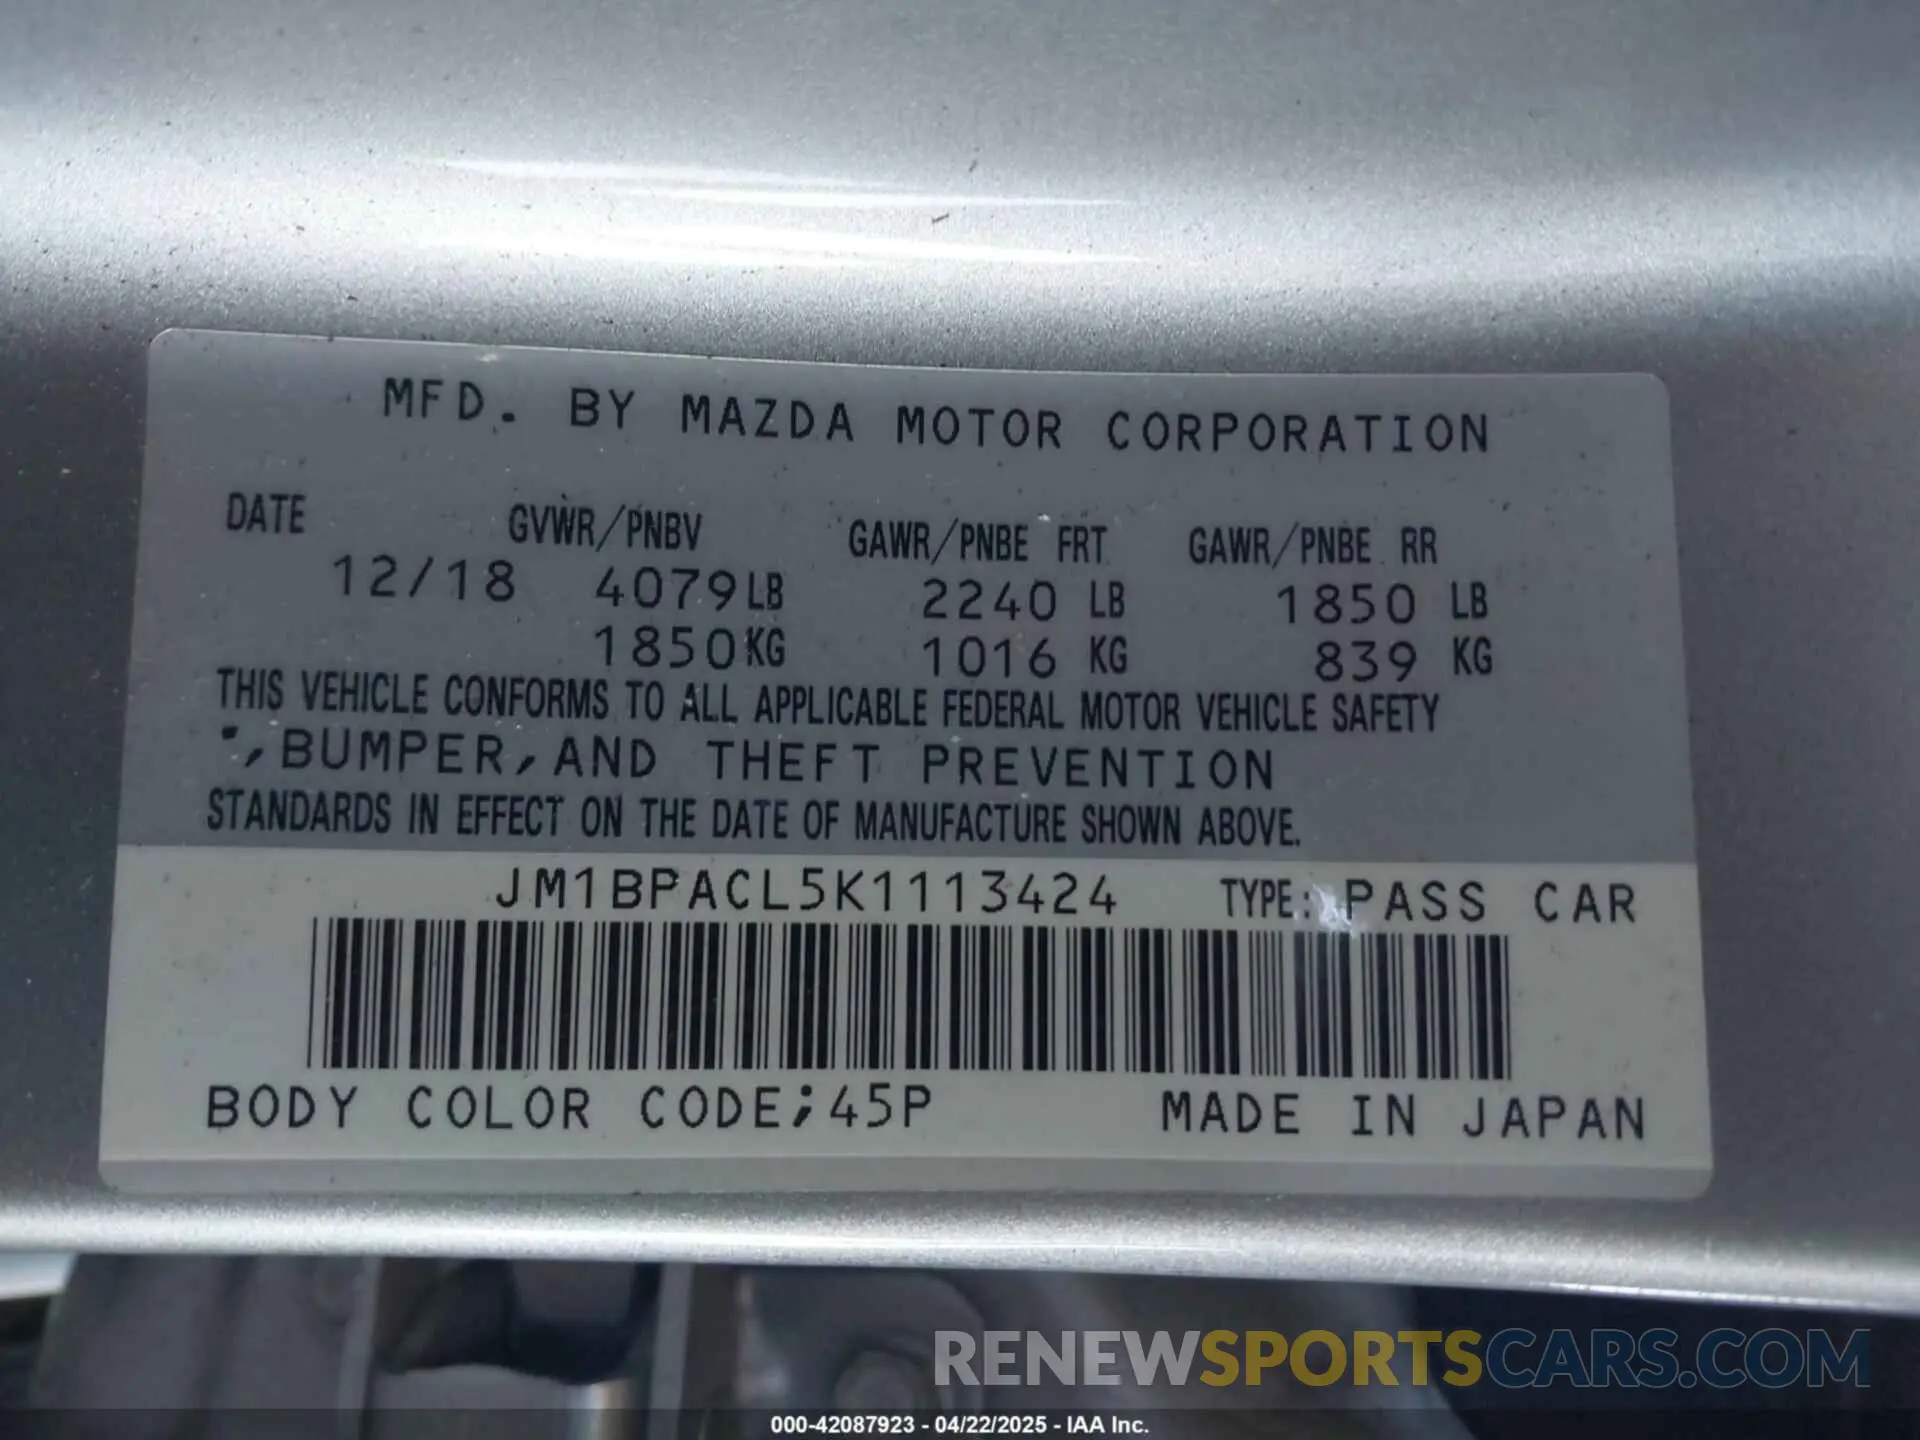 MFD. BY MAZDA MOTOR CORPORATION
DATE GVWR/PNBV GAWR/PNBE FRT GAWR/PNBE RR
12/18 4079LB 2240 LB 1850 LB
1850KG 1016 KG 839 KG
THIS VEHICLE CONFORMS TO ALL APPLICABLE FEDERAL MOTOR VEHICLE SAFETY
",BUMPER,AND THEFT PREVENTION
STANDARDS IN EFFECT ON THE DATE OF MANUFACTURE SHOWN ABOVE.
JM1BPACL5K1113424 TYPE: PASS CAR
BODY COLOR CODE;45P MADE IN JAPAN
RENEWSPORTSCARS.COM
000-42087923 - 04/22/2025 - IAA Inc.